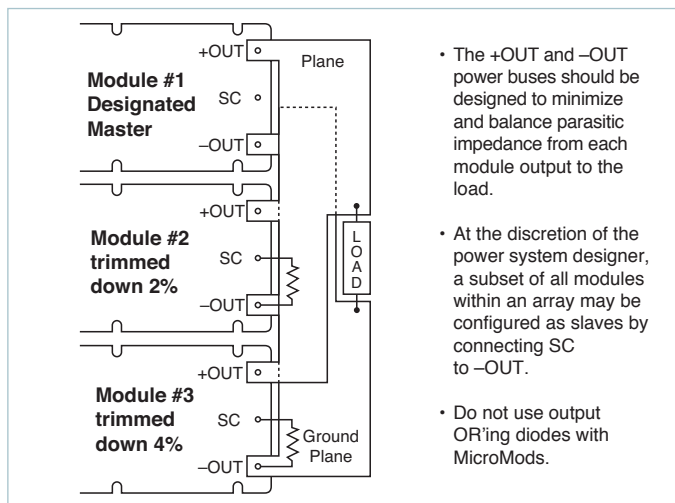 +OUT
Plane
Module #1
Designated
Master
SC
–OUT
+OUT
Module #2
trimmed
down 2%
SC
–OUT
LOAD
+OUT
Module #3
trimmed
down 4%
SC
Ground
Plane
–OUT
• The +OUT and –OUT
power buses should be
designed to minimize
and balance parasitic
impedance from each
module output to the
load.
• At the discretion of the
power system designer,
a subset of all modules
within an array may be
configured as slaves by
connecting SC
to –OUT.
• Do not use output
OR'ing diodes with
MicroMods.